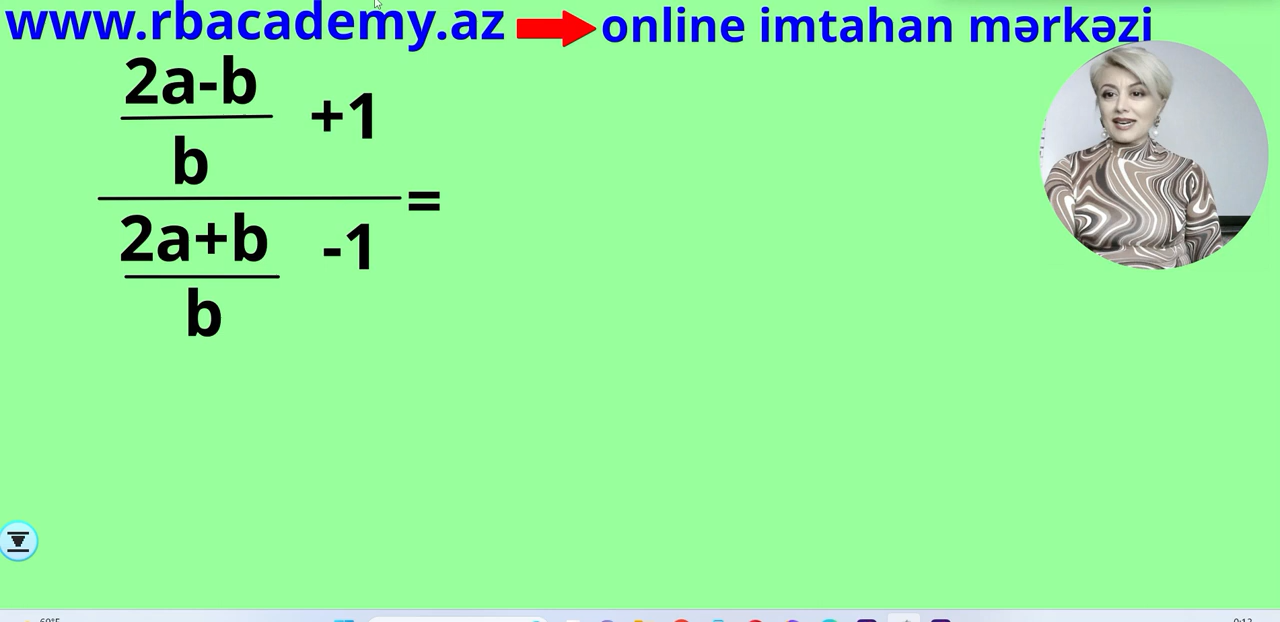 www.rbacademy.az online imtahan mərkəzi
2a-b
+1
b
=
2a+b
-1
b